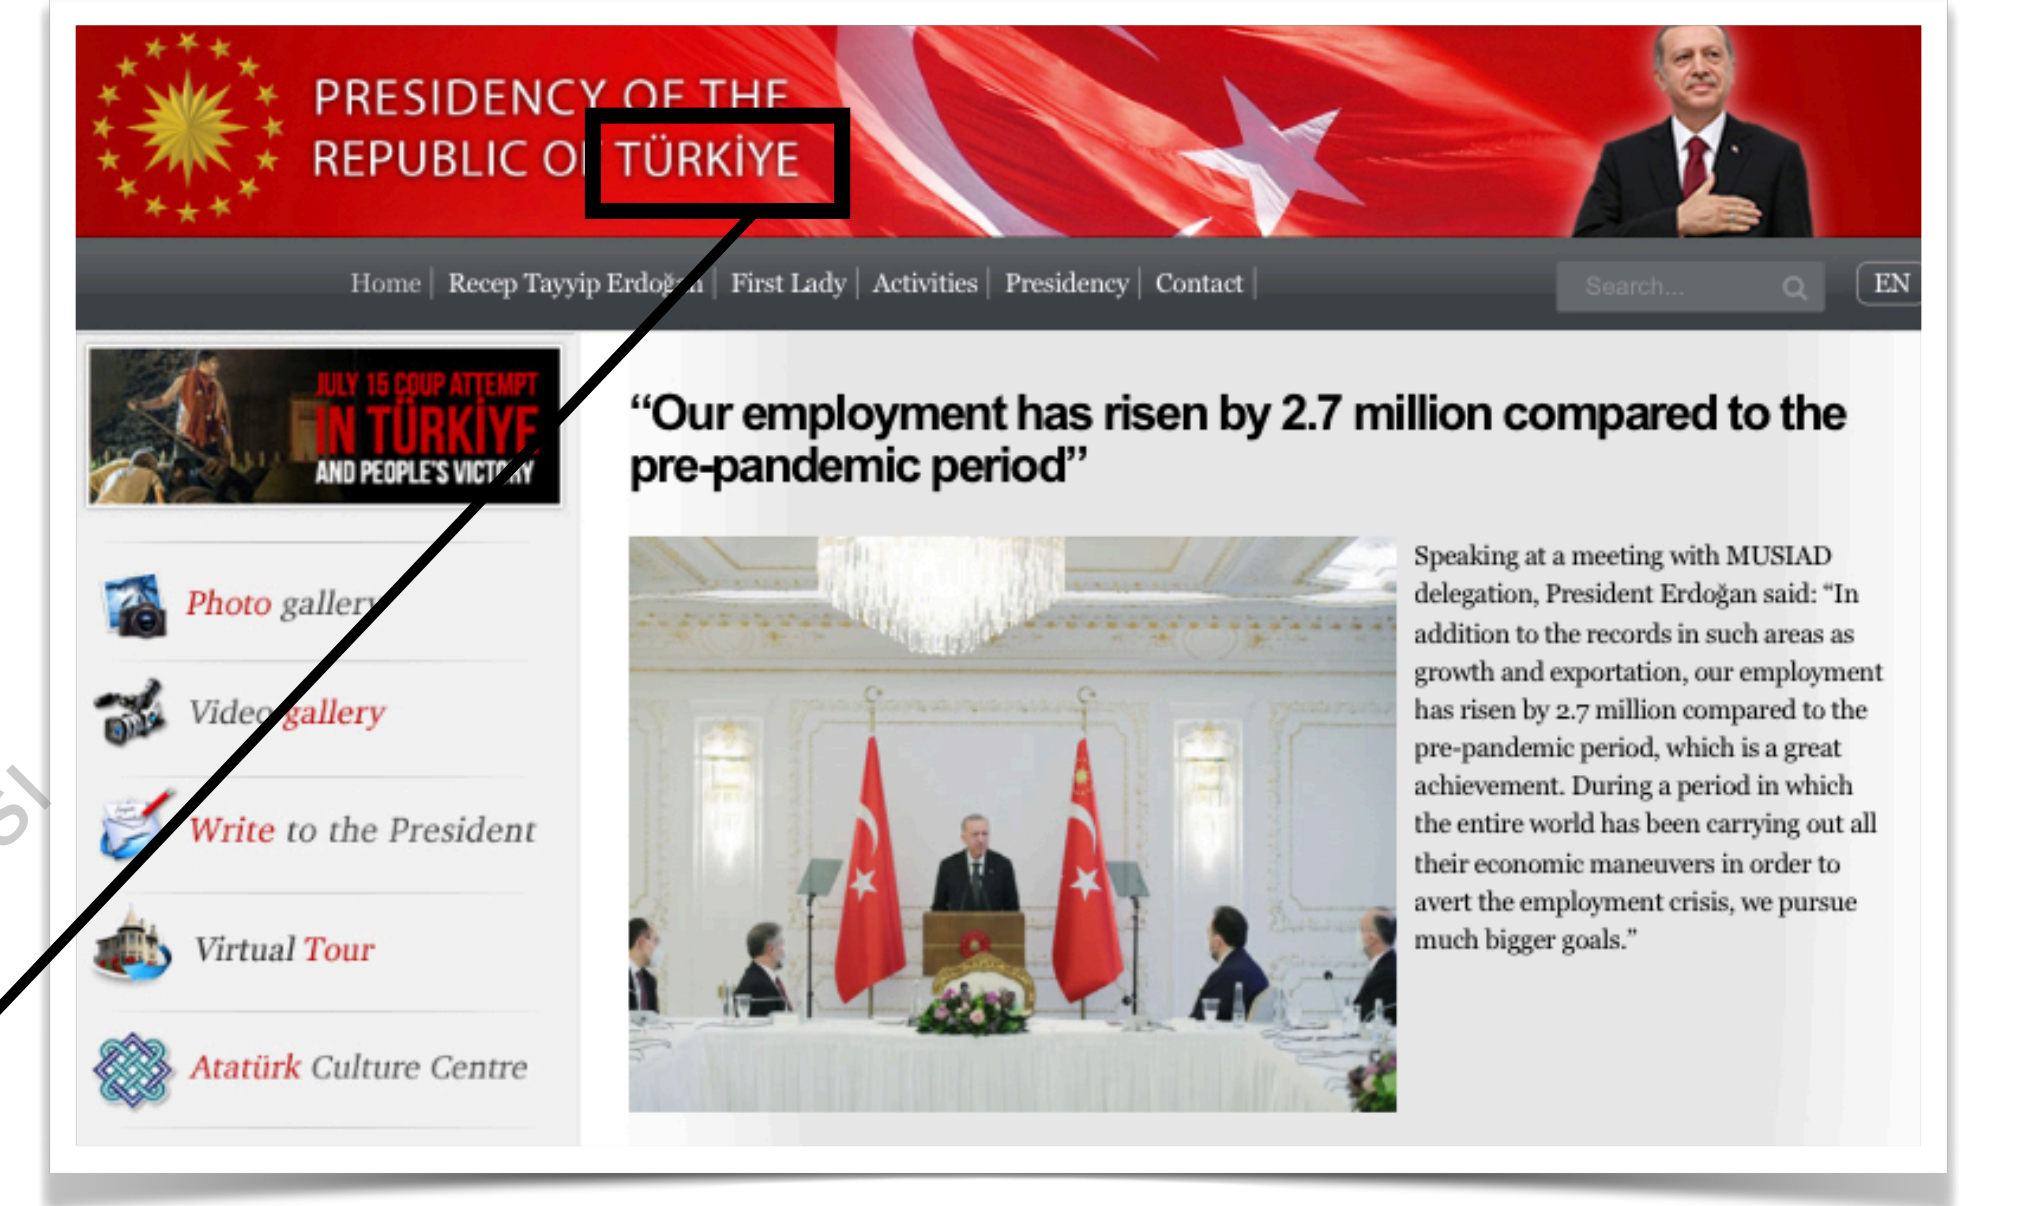 PRESIDENCY OF THE
REPUBLIC OF TÜRKİYE
Home | Recep Tayyip Erdoğan | First Lady | Activities | Presidency | Contact |
Search...
EN
JULY 15 COUP ATTEMPT
IN TÜRKİYE
AND PEOPLE'S VICTORY
Photo gallery
Video gallery
Write to the President
Virtual Tour
Atatürk Culture Centre
“Our employment has risen by 2.7 million compared to the
pre-pandemic period”
Speaking at a meeting with MUSIAD
delegation, President Erdoğan said: “In
addition to the records in such areas as
growth and exportation, our employment
has risen by 2.7 million compared to the
pre-pandemic period, which is a great
achievement. During a period in which
the entire world has been carrying out all
their economic maneuvers in order to
avert the employment crisis, we pursue
much bigger goals.”
SI